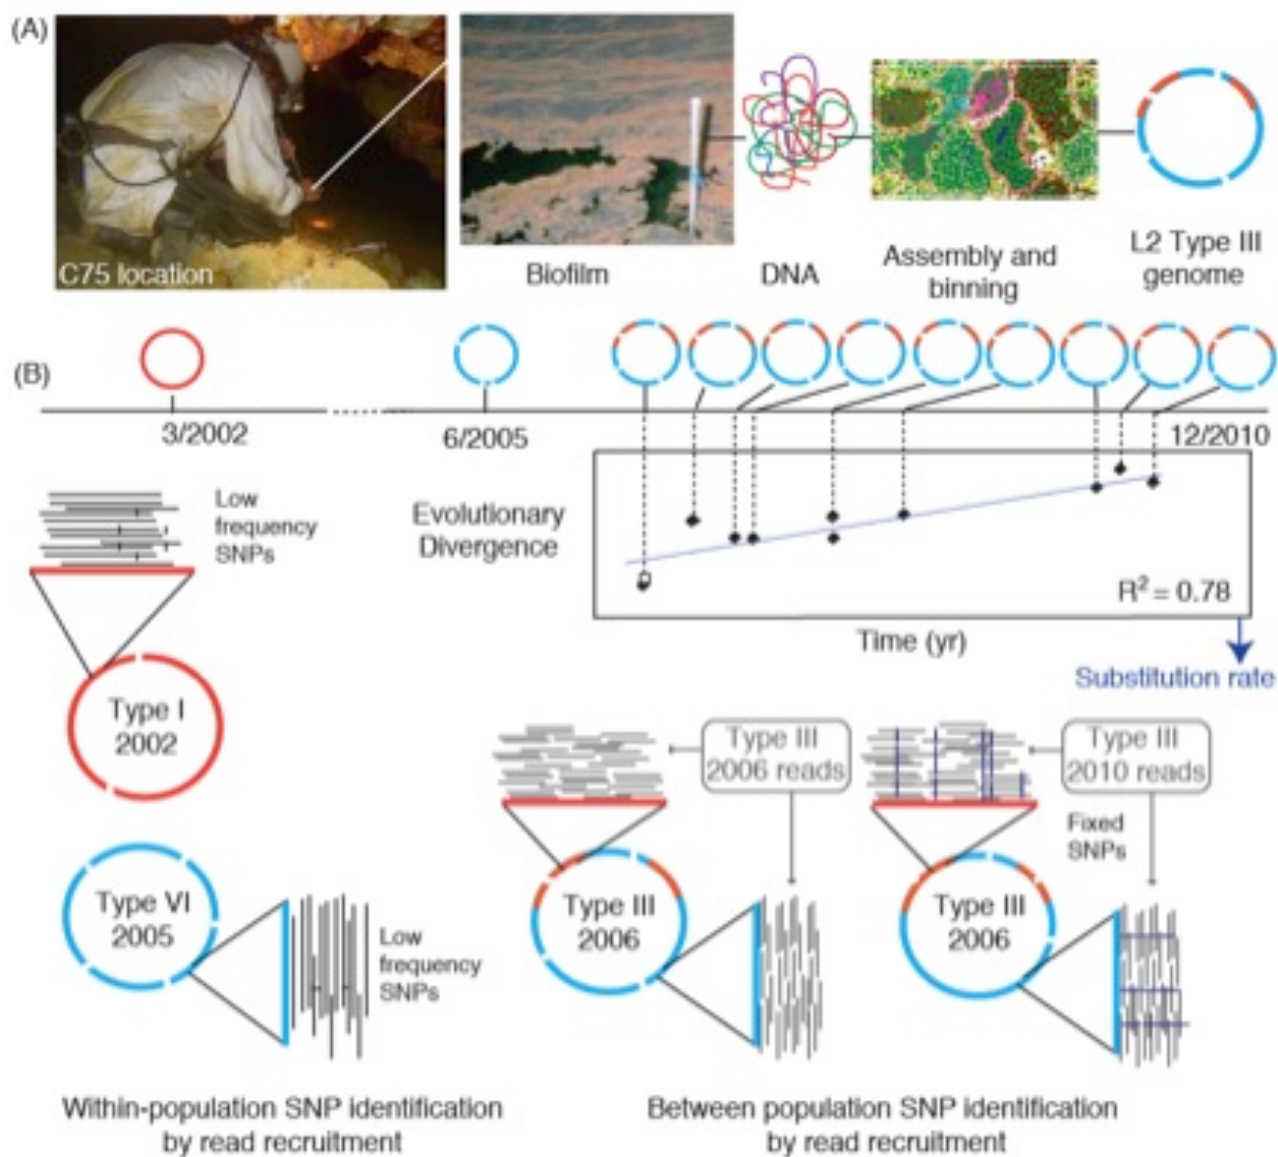 (A)
C75 location
Biofilm
DNA
Assembly and
binning
L2 Type III
genome
(B)
3/2002
6/2005
12/2010
Low
frequency
SNPs
Evolutionary
Divergence
R² = 0.78
Time (yr)
Substitution rate
Type I
2002
Type III
2006 reads
Type III
2010 reads
Fixed
SNPs
Type VI
2005
Low
frequency
SNPs
Type III
2006
Type III
2006
Within-population SNP identification
by read recruitment
Between population SNP identification
by read recruitment